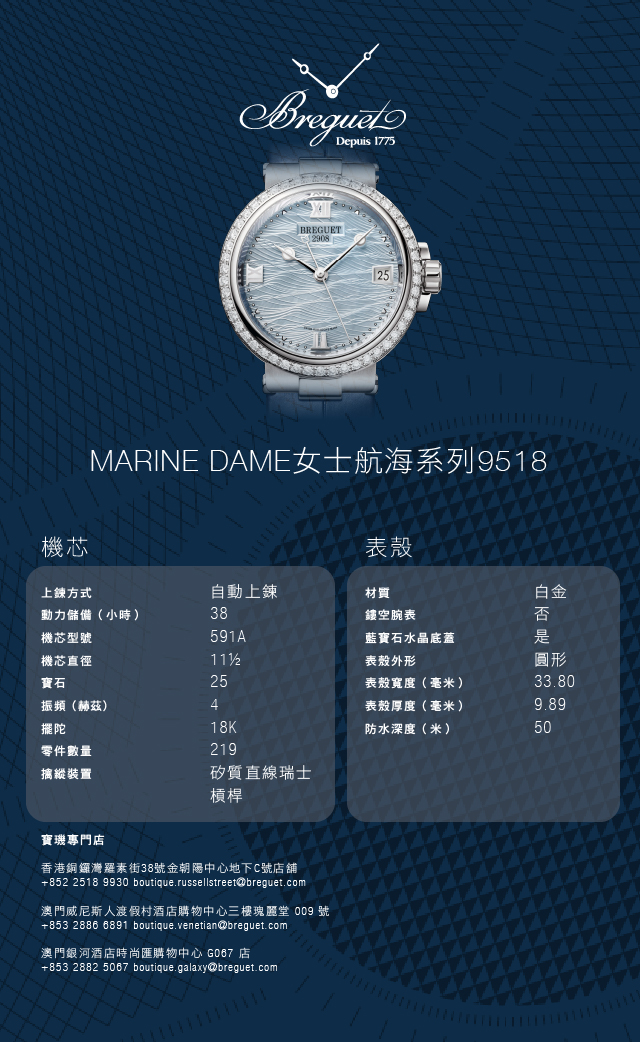 Breguet
Depuis 1775
XII
BREGUET
2908
25
MARINE DAME女士航海系列9518
機芯
上鍊方式 自動上鍊
動力儲備（小時） 38
機芯型號 591A
機芯直徑 11½
寶石 25
振頻（赫茲） 4
擺陀 18K
零件數量 219
擒縱裝置 矽質直線瑞士
槓桿
表殼
材質 白金
鏤空腕表 否
藍寶石水晶底蓋 是
表殼外形 圓形
表殼寬度（毫米） 33.80
表殼厚度（毫米） 9.89
防水深度（米） 50
寶璣專門店
香港銅鑼灣羅素街38號金朝陽中心地下C號店舖
+852 2518 9930 boutique.russellstreet@breguet.com
澳門威尼斯人渡假村酒店購物中心三樓瑰麗堂 009 號
+853 2886 6891 boutique.venetian@breguet.com
澳門銀河酒店時尚匯購物中心 G067 店
+853 2882 5067 boutique.galaxy@breguet.com